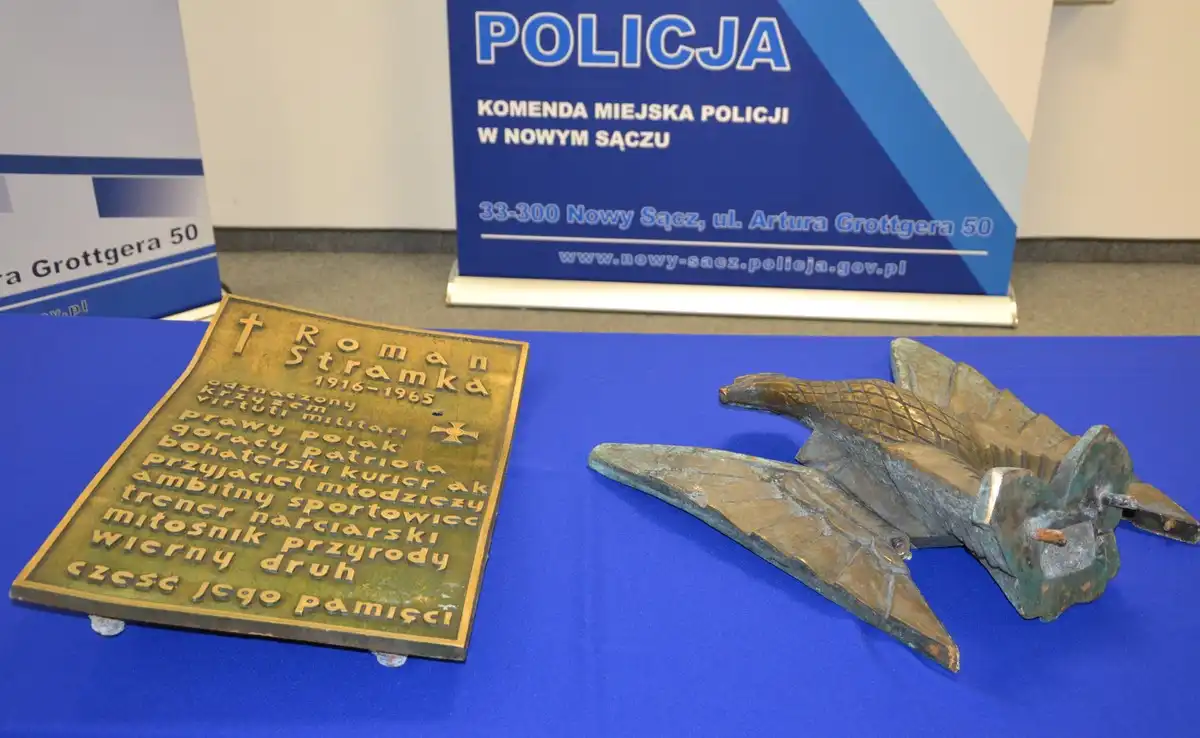 POLICJA
KOMENDA MIEJSKA POLICJI
W NOWYM SĄCZU
33-300 Nowy Sącz, ul. Artura Grottgera 50
www.nowy-sacz.policja.gov.pl
ra Grottgera 50
ov.pl
Roman
Stramka
1916-1965
odznaczony
krzyżem
virtuti militari
prawy polak
gorący patriota
bohaterski kurier ak
przyjaciel młodzieży
ambitny sportowiec
trener narciarski
miłośnik przyrody
wierny druh
cześć jego pamięci